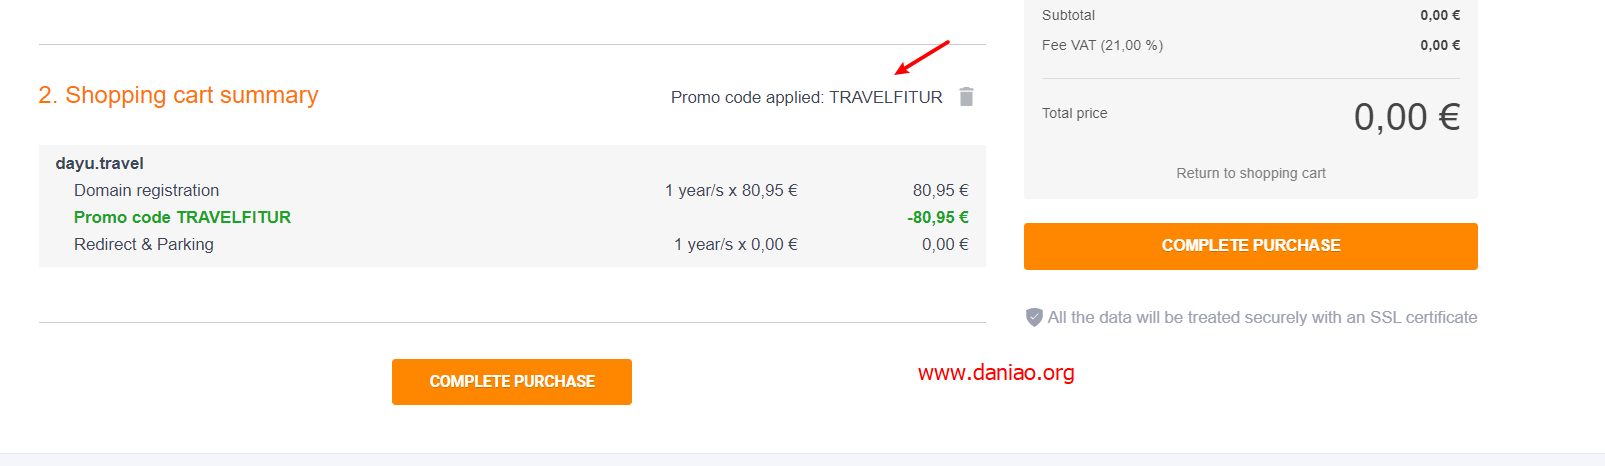 2. Shopping cart summary
Promo code applied: TRAVELFITUR
dayu.travel
Domain registration 1 year/s x 80,95 € 80,95 €
Promo code TRAVELFITUR -80,95 €
Redirect & Parking 1 year/s x 0,00 € 0,00 €
COMPLETE PURCHASE
Subtotal 0,00 €
Fee VAT (21,00 %) 0,00 €
Total price 0,00 €
Return to shopping cart
COMPLETE PURCHASE
All the data will be treated securely with an SSL certificate
www.daniao.org